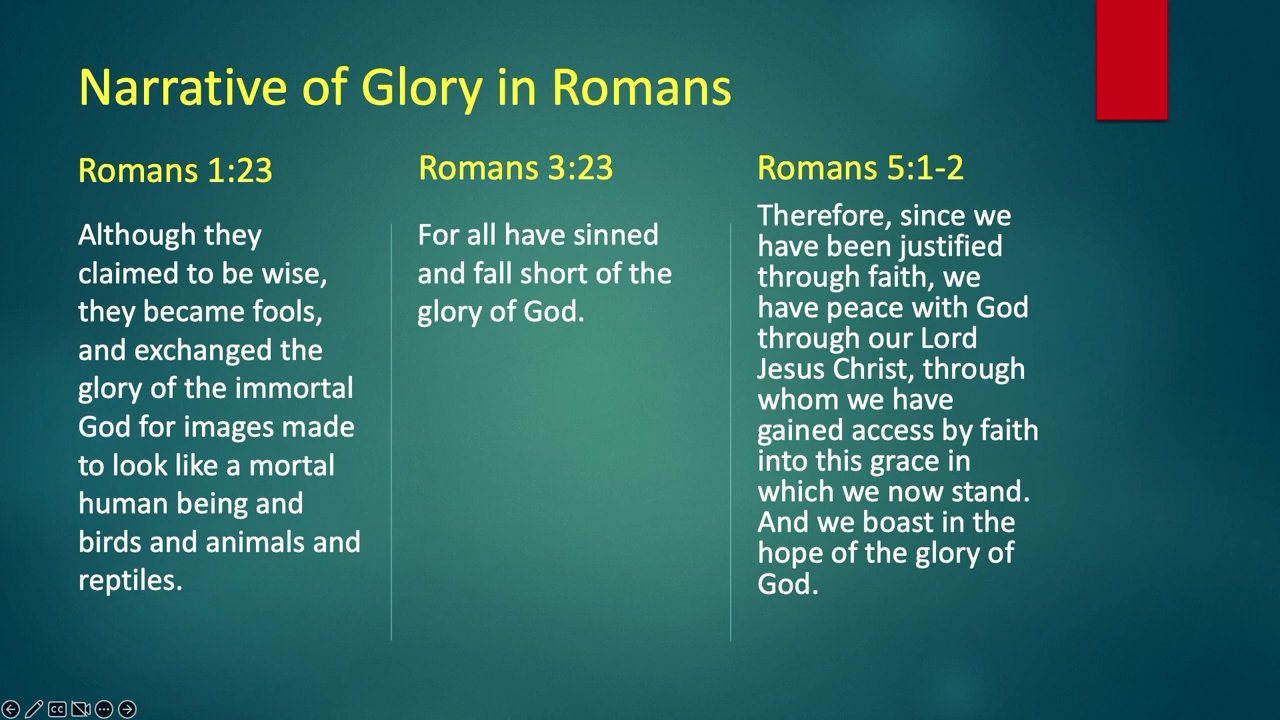 Narrative of Glory in Romans
Romans 1:23
Although they
claimed to be wise,
they became fools,
and exchanged the
glory of the immortal
God for images made
to look like a mortal
human being and
birds and animals and
reptiles.
Romans 3:23
For all have sinned
and fall short of the
glory of God.
Romans 5:1-2
Therefore, since we
have been justified
through faith, we
have peace with God
through our Lord
Jesus Christ, through
whom we have
gained access by faith
into this grace in
which we now stand.
And we boast in the
hope of the glory of
God.
CC